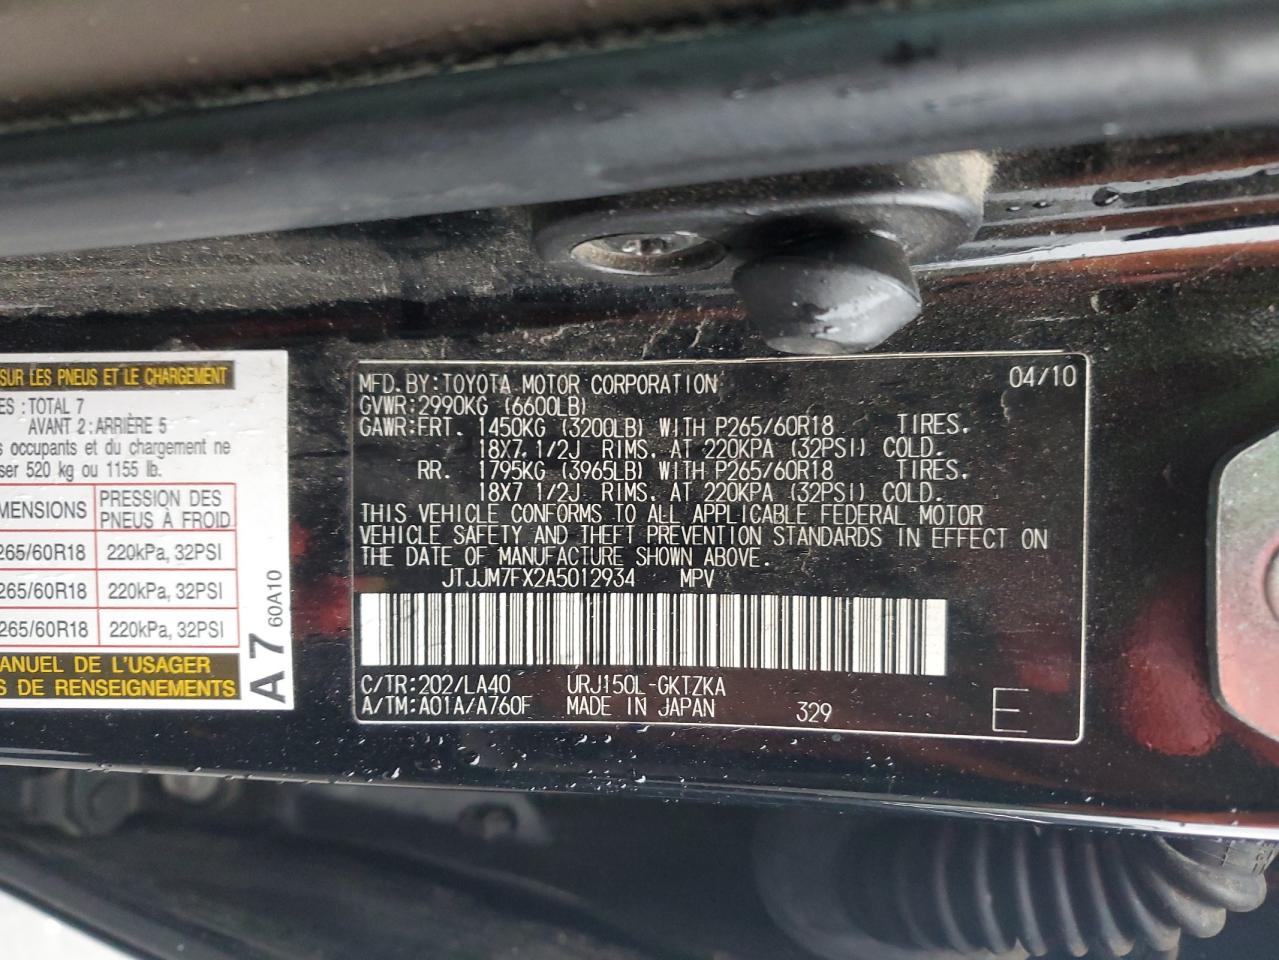 SUR LES PNEUS ET LE CHARGEMENT
ES : TOTAL 7
AVANT 2 : ARRIÈRE 5
occupants et du chargement ne
ser 520 kg ou 1155 lb.
MENSIONS PRESSION DES PNEUS À FROID
265/60R18 220kPa, 32PSI
265/60R18 220kPa, 32PSI
265/60R18 220kPa, 32PSI
ANUEL DE L'USAGER
S DE RENSEIGNEMENTS
A 7 60A10
MFD. BY: TOYOTA MOTOR CORPORATION 04/10
GVWR: 2990KG (6600LB)
GAWR: FRT. 1450KG (3200LB) WITH P265/60R18 TIRES.
18X7 1/2J RIMS. AT 220KPA (32PSI) COLD.
RR. 1795KG (3965LB) WITH P265/60R18 TIRES.
18X7 1/2J RIMS. AT 220KPA (32PSI) COLD.
THIS VEHICLE CONFORMS TO ALL APPLICABLE FEDERAL MOTOR
VEHICLE SAFETY AND THEFT PREVENTION STANDARDS IN EFFECT ON
THE DATE OF MANUFACTURE SHOWN ABOVE.
JTJJM7FX2A5012934 MPV
C/TR: 202/LA40 URJ150L-GKTZKA
A/TM: A01A/A760F MADE IN JAPAN 329 E